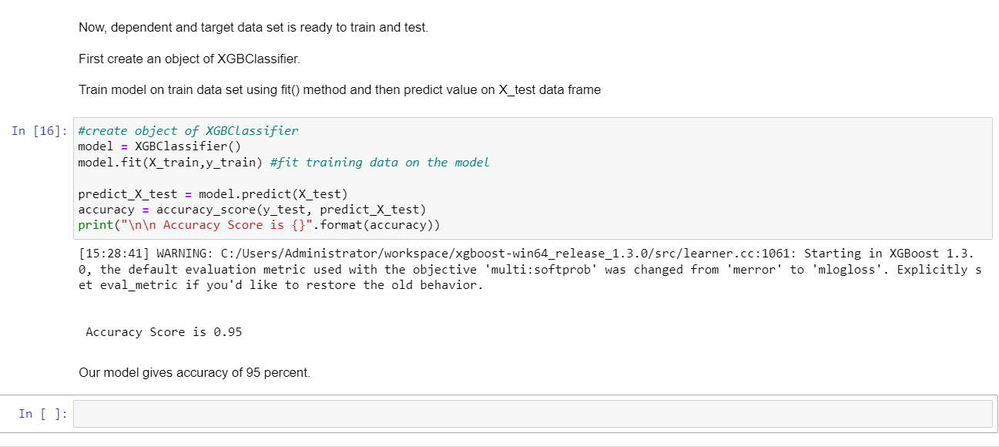 Now, dependent and target data set is ready to train and test.
First create an object of XGBClassifier.
Train model on train data set using fit() method and then predict value on X_test data frame
In [16]:
#create object of XGBClassifier
model = XGBClassifier()
model.fit(X_train,y_train) #fit training data on the model
predict_X_test = model.predict(X_test)
accuracy = accuracy_score(y_test, predict_X_test)
print("\n\n Accuracy Score is {}".format(accuracy))
[15:28:41] WARNING: C:/Users/Administrator/workspace/xgboost-win64_release_1.3.0/src/learner.cc:1061: Starting in XGBoost 1.3.
0, the default evaluation metric used with the objective 'multi:softprob' was changed from 'merror' to 'mlogloss'. Explicitly s
et eval_metric if you'd like to restore the old behavior.
Accuracy Score is 0.95
Our model gives accuracy of 95 percent.
In [ ]: